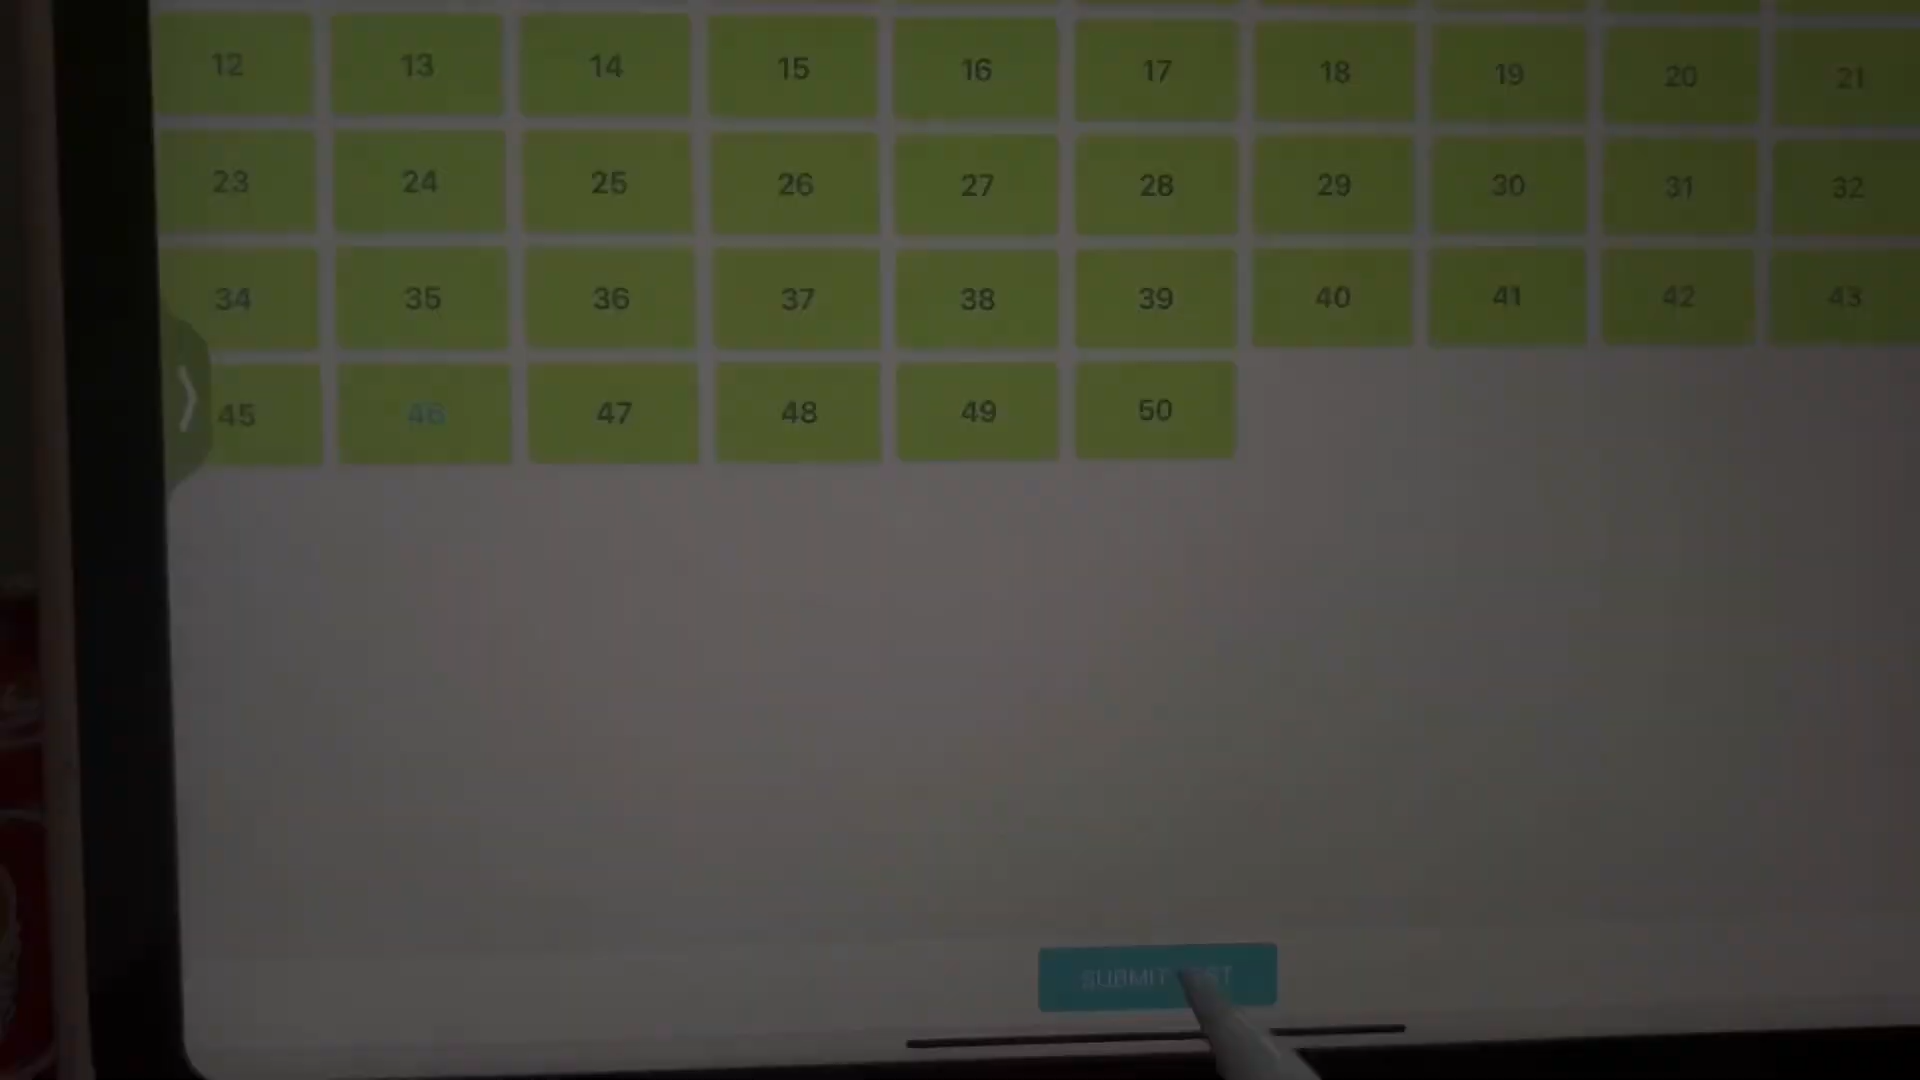 12 13 14 15 16 17 18 19 20 21
23 24 25 26 27 28 29 30 31 32
34 35 36 37 38 39 40 41 42 43
45 46 47 48 49 50
SUBMIT